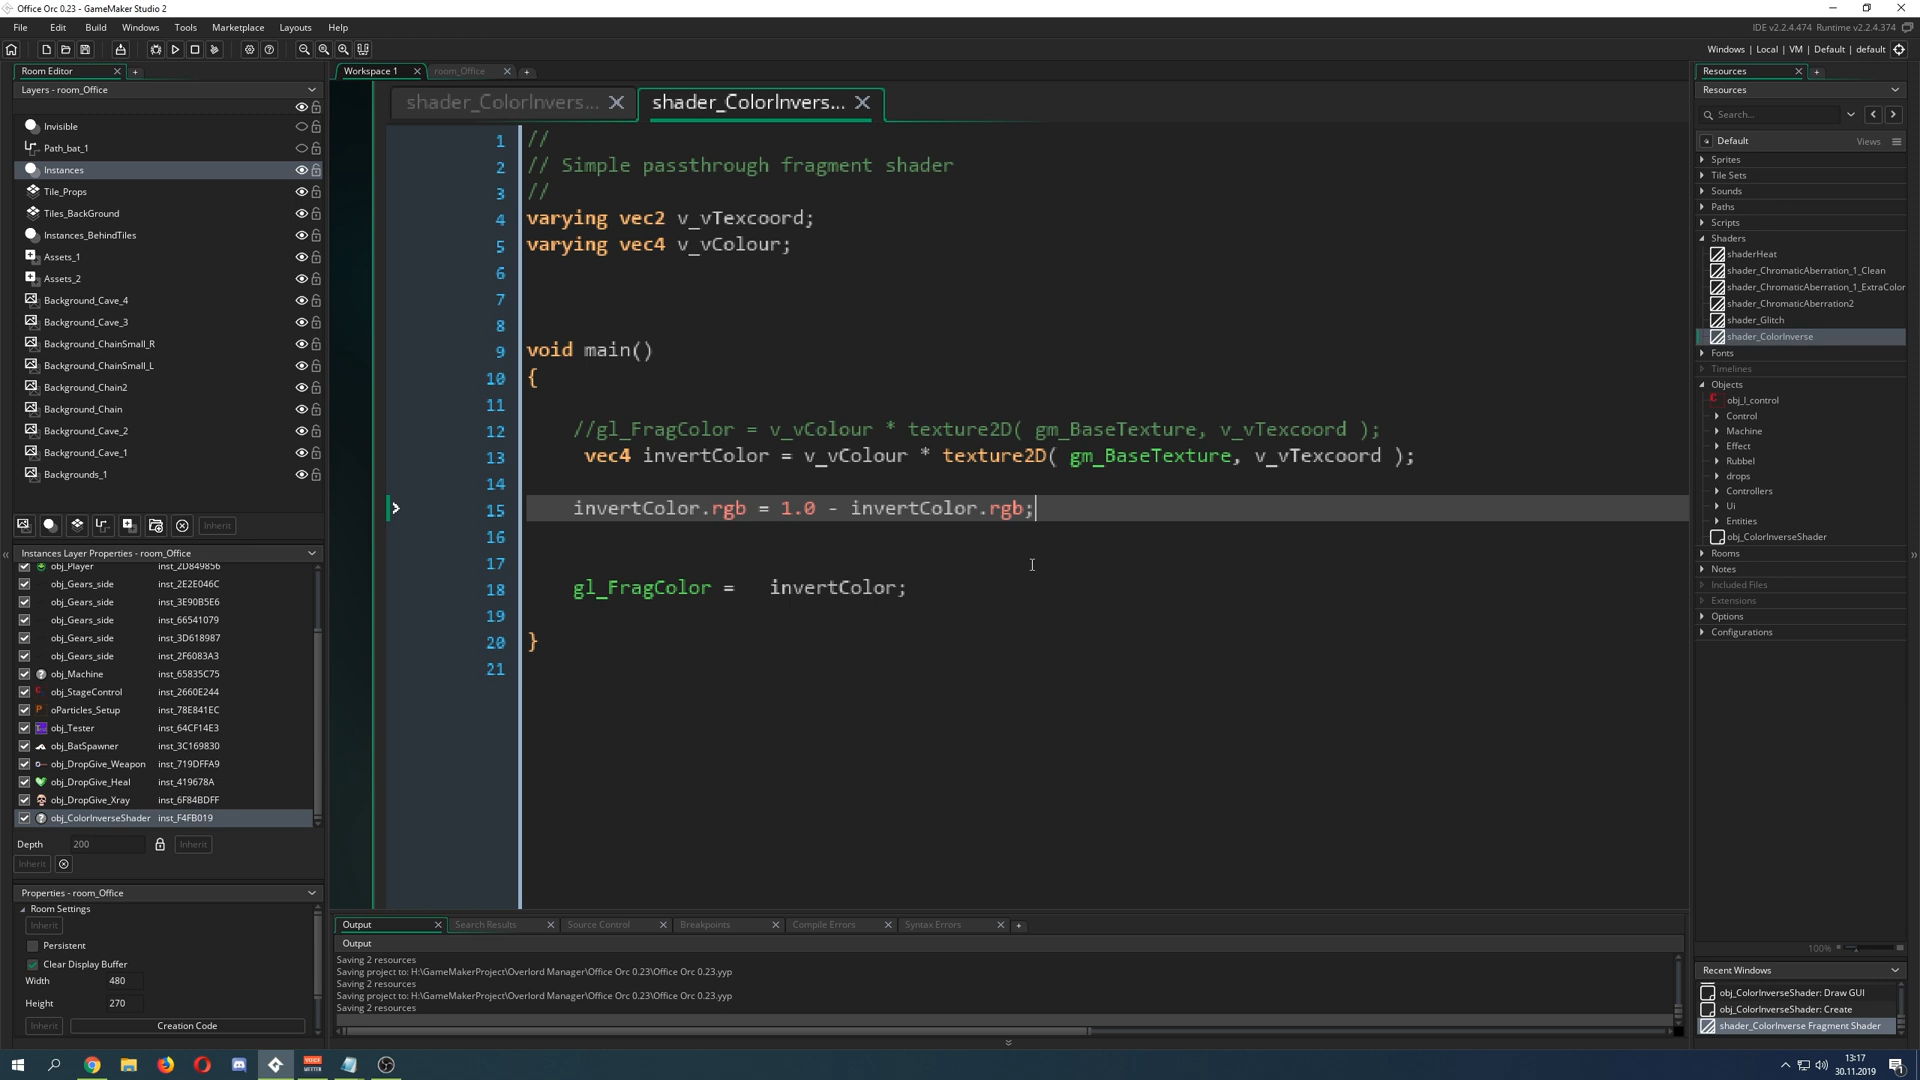 Office Orc 0.23 - GameMaker Studio 2
File Edit Build Windows Tools Marketplace Layouts Help
IDE v2.2.4.474 Runtime v2.2.4.374
Windows | Local | VM | Default | default
Room Editor
Layers - room_Office
Invisible
Path_bat_1
Instances
Tile_Props
Tiles_BackGround
Instances_BehindTiles
Assets_1
Assets_2
Background_Cave_4
Background_Cave_3
Background_ChainSmall_R
Background_ChainSmall_L
Background_Chain2
Background_Chain
Background_Cave_2
Background_Cave_1
Backgrounds_1
Inherit
Instances Layer Properties - room_Office
obj_Player inst_2D849856
obj_Gears_side inst_2E2E046C
obj_Gears_side inst_3E90B5E6
obj_Gears_side inst_66541079
obj_Gears_side inst_3D618987
obj_Gears_side inst_2F6083A3
obj_Machine inst_65835C75
obj_StageControl inst_2660E244
oParticles_Setup inst_78E841EC
obj_Tester inst_64CF14E3
obj_BatSpawner inst_3C169830
obj_DropGive_Weapon inst_719DFFA9
obj_DropGive_Heal inst_419678A
obj_DropGive_Xray inst_6F84BDFF
obj_ColorInverseShader inst_F4FB019
Depth 200 Inherit
Inherit
Properties - room_Office
Room Settings
Inherit
Persistent
Clear Display Buffer
Width 480
Height 270
Inherit Creation Code
Workspace 1 room_Office
shader_ColorInvers... shader_ColorInvers...
1 //
2 // Simple passthrough fragment shader
3 //
4 varying vec2 v_vTexcoord;
5 varying vec4 v_vColour;
6
7
8
9 void main()
10 {
11
12 //gl_FragColor = v_vColour * texture2D( gm_BaseTexture, v_vTexcoord );
13 vec4 invertColor = v_vColour * texture2D( gm_BaseTexture, v_vTexcoord );
14
15 invertColor.rgb = 1.0 - invertColor.rgb;
16
17
18 gl_FragColor = invertColor;
19
20 }
21
Output Search Results Source Control Breakpoints Compile Errors Syntax Errors
Output
Saving 2 resources
Saving project to: H:\GameMakerProject\Overlord Manager\Office Orc 0.23\Office Orc 0.23.yyp
Saving 2 resources
Saving project to: H:\GameMakerProject\Overlord Manager\Office Orc 0.23\Office Orc 0.23.yyp
Saving 2 resources
Resources
Resources
Search...
Default Views
Sprites
Tile Sets
Sounds
Paths
Scripts
Shaders
shaderHeat
shader_ChromaticAberration_1_Clean
shader_ChromaticAberration_1_ExtraColor
shader_ChromaticAberration2
shader_Glitch
shader_ColorInverse
Fonts
Timelines
Objects
obj_l_control
Control
Machine
Effect
Rubbel
drops
Controllers
Ui
Entities
obj_ColorInverseShader
Rooms
Notes
Included Files
Extensions
Options
Configurations
100%
Recent Windows
obj_ColorInverseShader: Draw GUI
obj_ColorInverseShader: Create
shader_ColorInverse Fragment Shader
13:17
30.11.2019